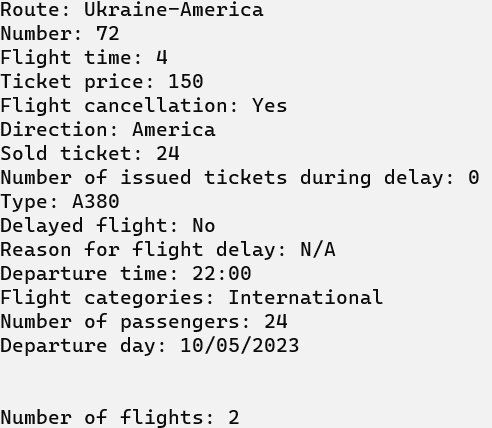 Route: Ukraine-America
Number: 72
Flight time: 4
Ticket price: 150
Flight cancellation: Yes
Direction: America
Sold ticket: 24
Number of issued tickets during delay: 0
Type: A380
Delayed flight: No
Reason for flight delay: N/A
Departure time: 22:00
Flight categories: International
Number of passengers: 24
Departure day: 10/05/2023
Number of flights: 2